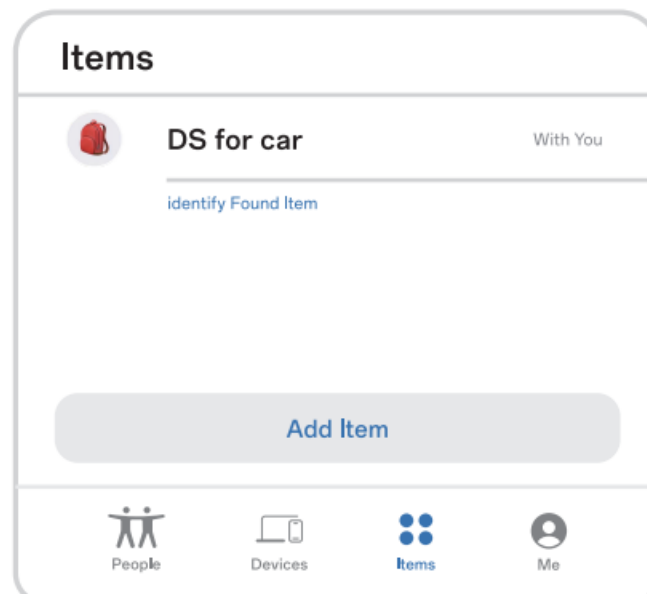 Items
DS for car With You
identify Found Item
Add Item
People Devices Items Me